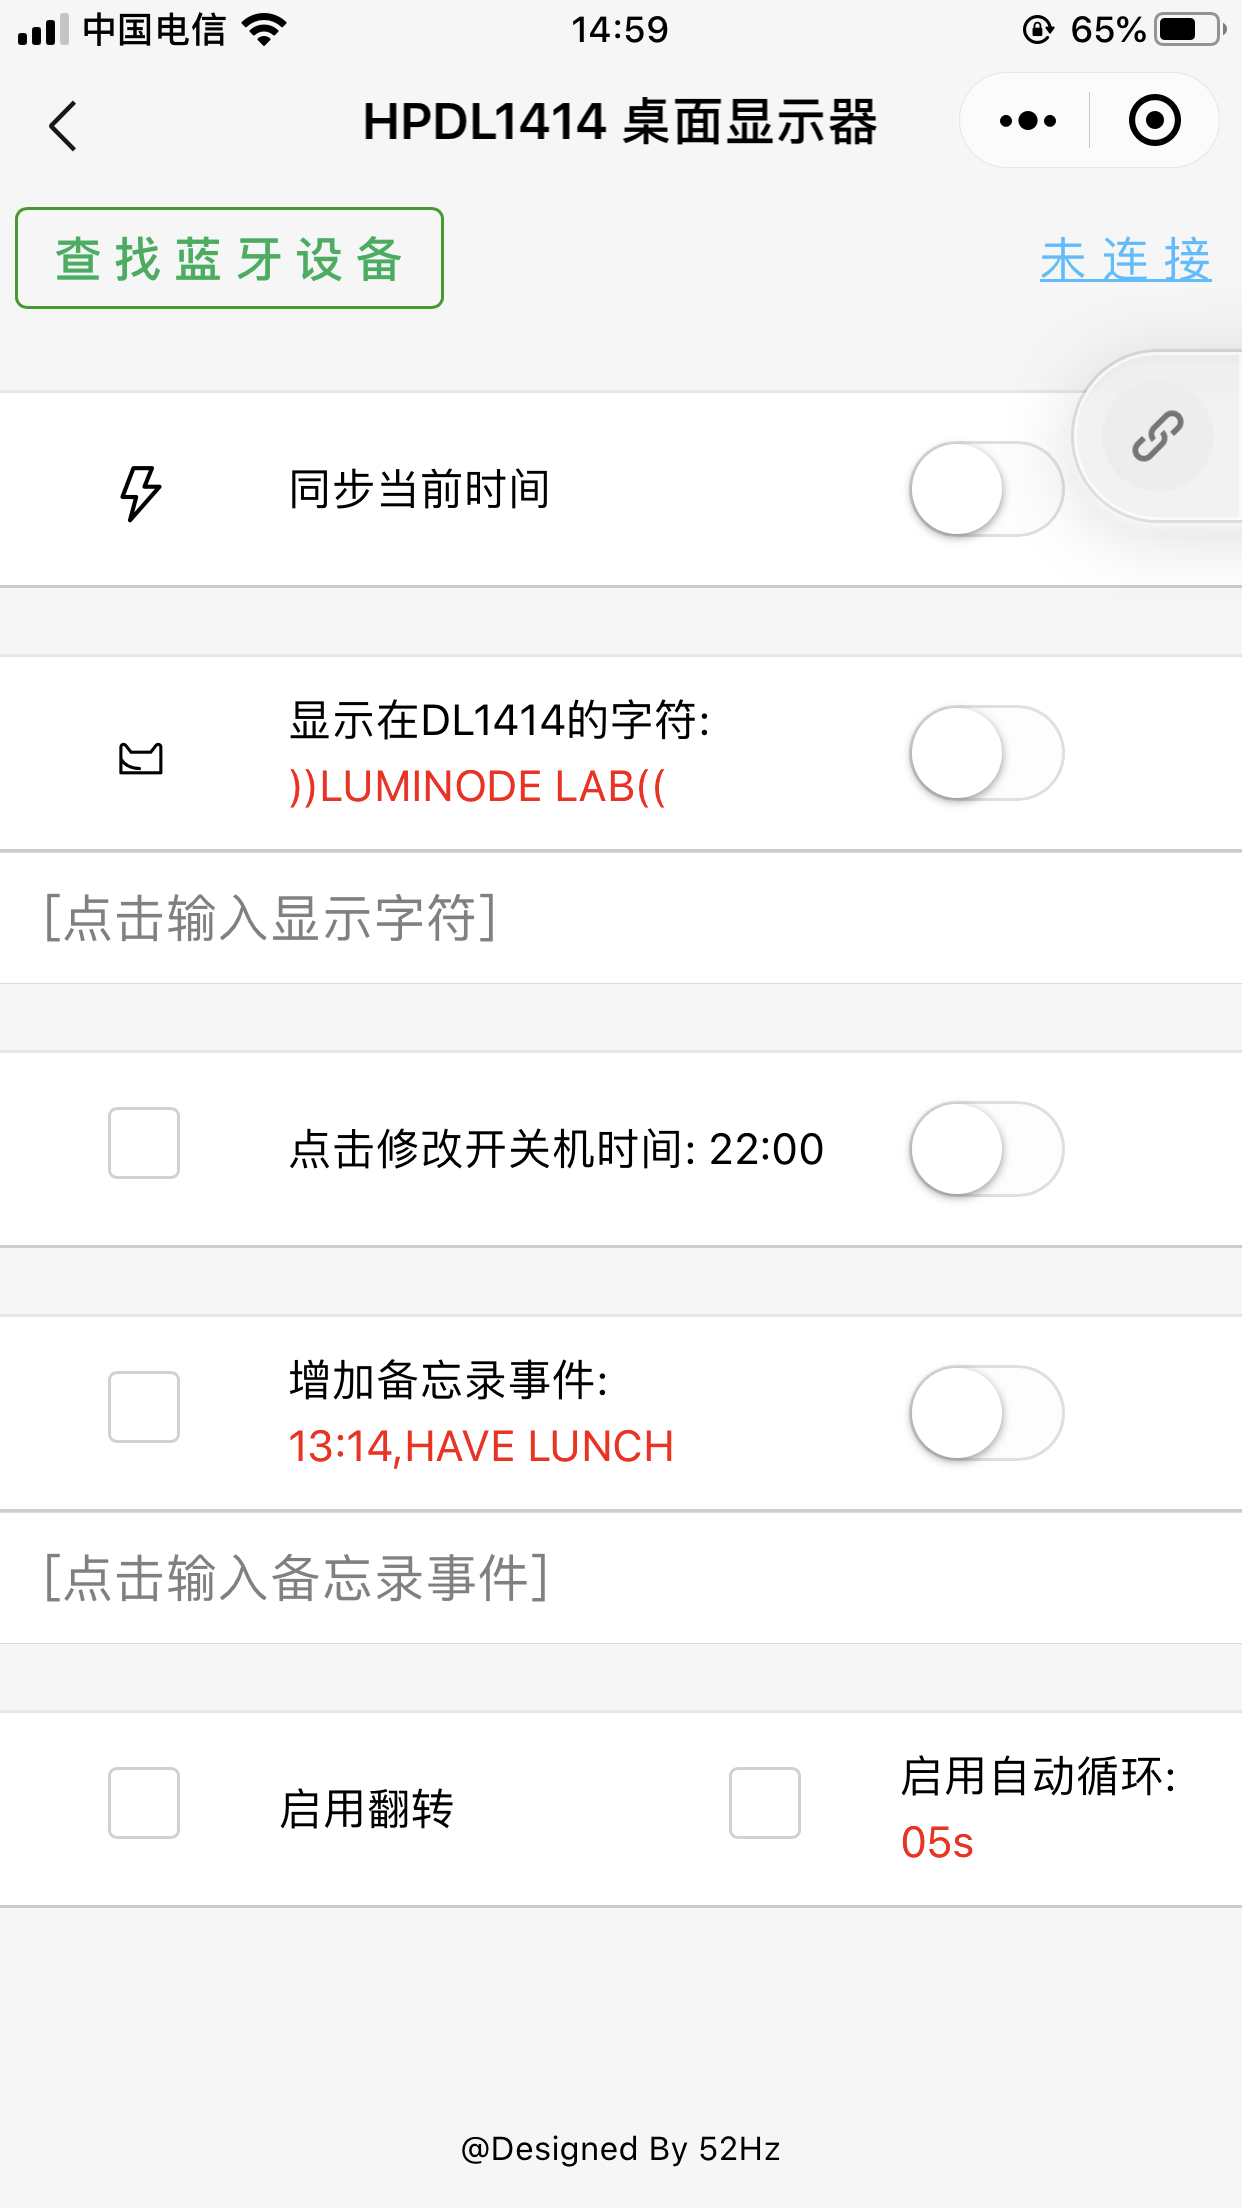 中国电信 14:59 65%
HPDL1414 桌面显示器
查找蓝牙设备 未连接
同步当前时间
显示在DL1414的字符:
))LUMINODE LAB((
[点击输入显示字符]
点击修改开关机时间: 22:00
增加备忘录事件:
13:14,HAVE LUNCH
[点击输入备忘录事件]
启用翻转
启用自动循环:
05s
@Designed By 52Hz